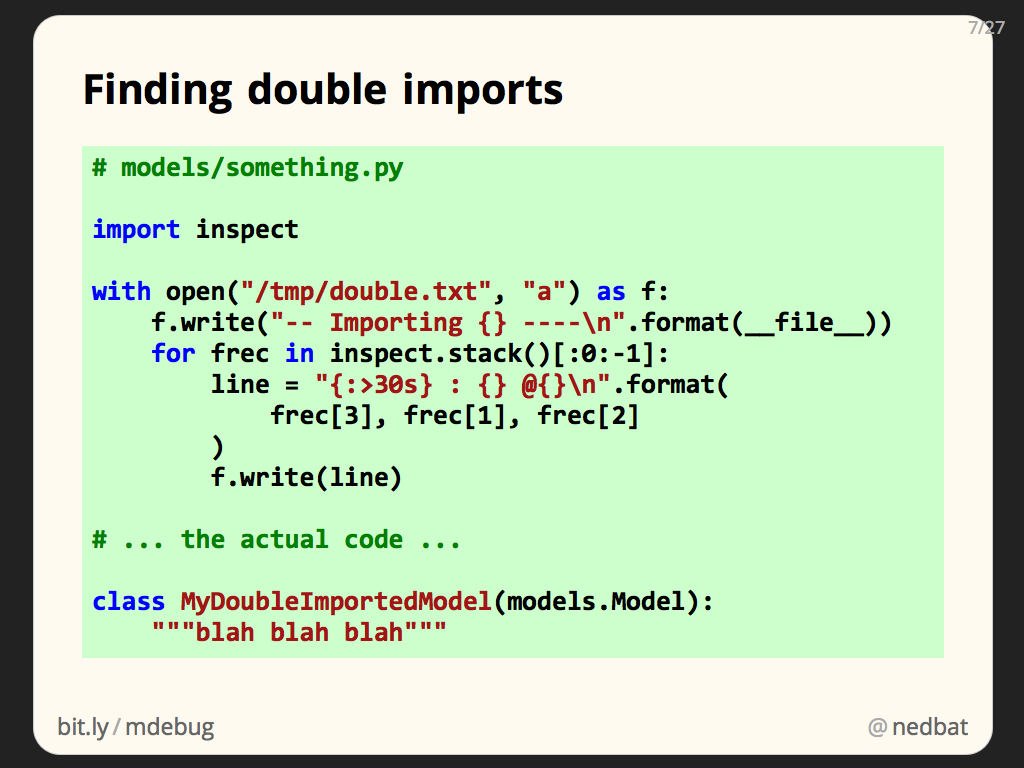 7/27
Finding double imports
# models/something.py
import inspect
with open("/tmp/double.txt", "a") as f:
    f.write("-- Importing {} ----\n".format(__file__))
    for frec in inspect.stack()[:0:-1]:
        line = "{:>30s} : {} @{}\n".format(
            frec[3], frec[1], frec[2]
        )
        f.write(line)
# ... the actual code ...
class MyDoubleImportedModel(models.Model):
    """blah blah blah"""
bit.ly/mdebug
@nedbat